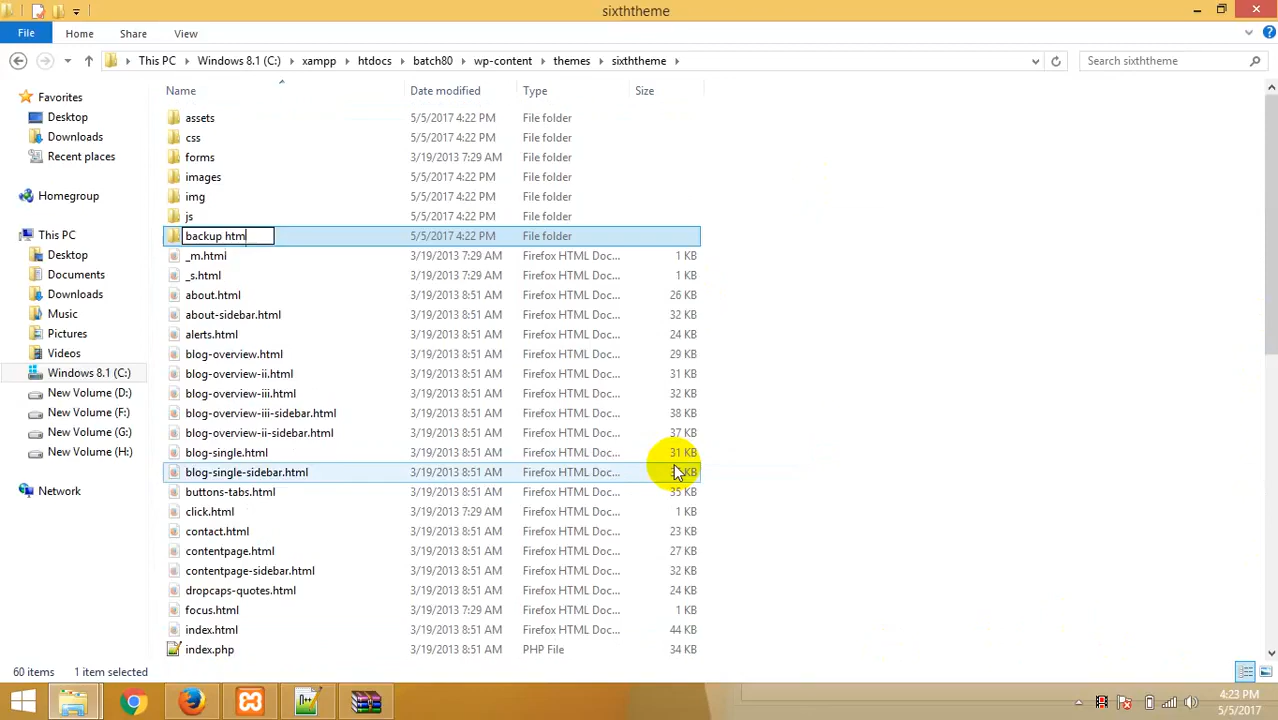 sixththeme
File Home Share View
This PC Windows 8.1 (C:) xampp htdocs batch80 wp-content themes sixththeme Search sixththeme
Name Date modified Type Size
Favorites
Desktop
Downloads
Recent places
Homegroup
This PC
Desktop
Documents
Downloads
Music
Pictures
Videos
Windows 8.1 (C:)
New Volume (D:)
New Volume (F:)
New Volume (G:)
New Volume (H:)
Network
assets 5/5/2017 4:22 PM File folder
css 5/5/2017 4:22 PM File folder
forms 3/19/2013 7:29 AM File folder
images 5/5/2017 4:22 PM File folder
img 5/5/2017 4:22 PM File folder
js 5/5/2017 4:22 PM File folder
backup htm 5/5/2017 4:22 PM File folder
_m.html 3/19/2013 7:29 AM Firefox HTML Doc... 1 KB
_s.html 3/19/2013 7:29 AM Firefox HTML Doc... 1 KB
about.html 3/19/2013 8:51 AM Firefox HTML Doc... 26 KB
about-sidebar.html 3/19/2013 8:51 AM Firefox HTML Doc... 32 KB
alerts.html 3/19/2013 8:51 AM Firefox HTML Doc... 24 KB
blog-overview.html 3/19/2013 8:51 AM Firefox HTML Doc... 29 KB
blog-overview-ii.html 3/19/2013 8:51 AM Firefox HTML Doc... 31 KB
blog-overview-iii.html 3/19/2013 8:51 AM Firefox HTML Doc... 32 KB
blog-overview-iii-sidebar.html 3/19/2013 8:51 AM Firefox HTML Doc... 38 KB
blog-overview-ii-sidebar.html 3/19/2013 8:51 AM Firefox HTML Doc... 37 KB
blog-single.html 3/19/2013 8:51 AM Firefox HTML Doc... 31 KB
blog-single-sidebar.html 3/19/2013 8:51 AM Firefox HTML Doc... KB
buttons-tabs.html 3/19/2013 8:51 AM Firefox HTML Doc... 35 KB
click.html 3/19/2013 7:29 AM Firefox HTML Doc... 1 KB
contact.html 3/19/2013 8:51 AM Firefox HTML Doc... 23 KB
contentpage.html 3/19/2013 8:51 AM Firefox HTML Doc... 27 KB
contentpage-sidebar.html 3/19/2013 8:51 AM Firefox HTML Doc... 32 KB
dropcaps-quotes.html 3/19/2013 8:51 AM Firefox HTML Doc... 24 KB
focus.html 3/19/2013 7:29 AM Firefox HTML Doc... 1 KB
index.html 3/19/2013 8:51 AM Firefox HTML Doc... 44 KB
index.php 3/19/2013 8:51 AM PHP File 34 KB
60 items 1 item selected
4:23 PM
5/5/2017